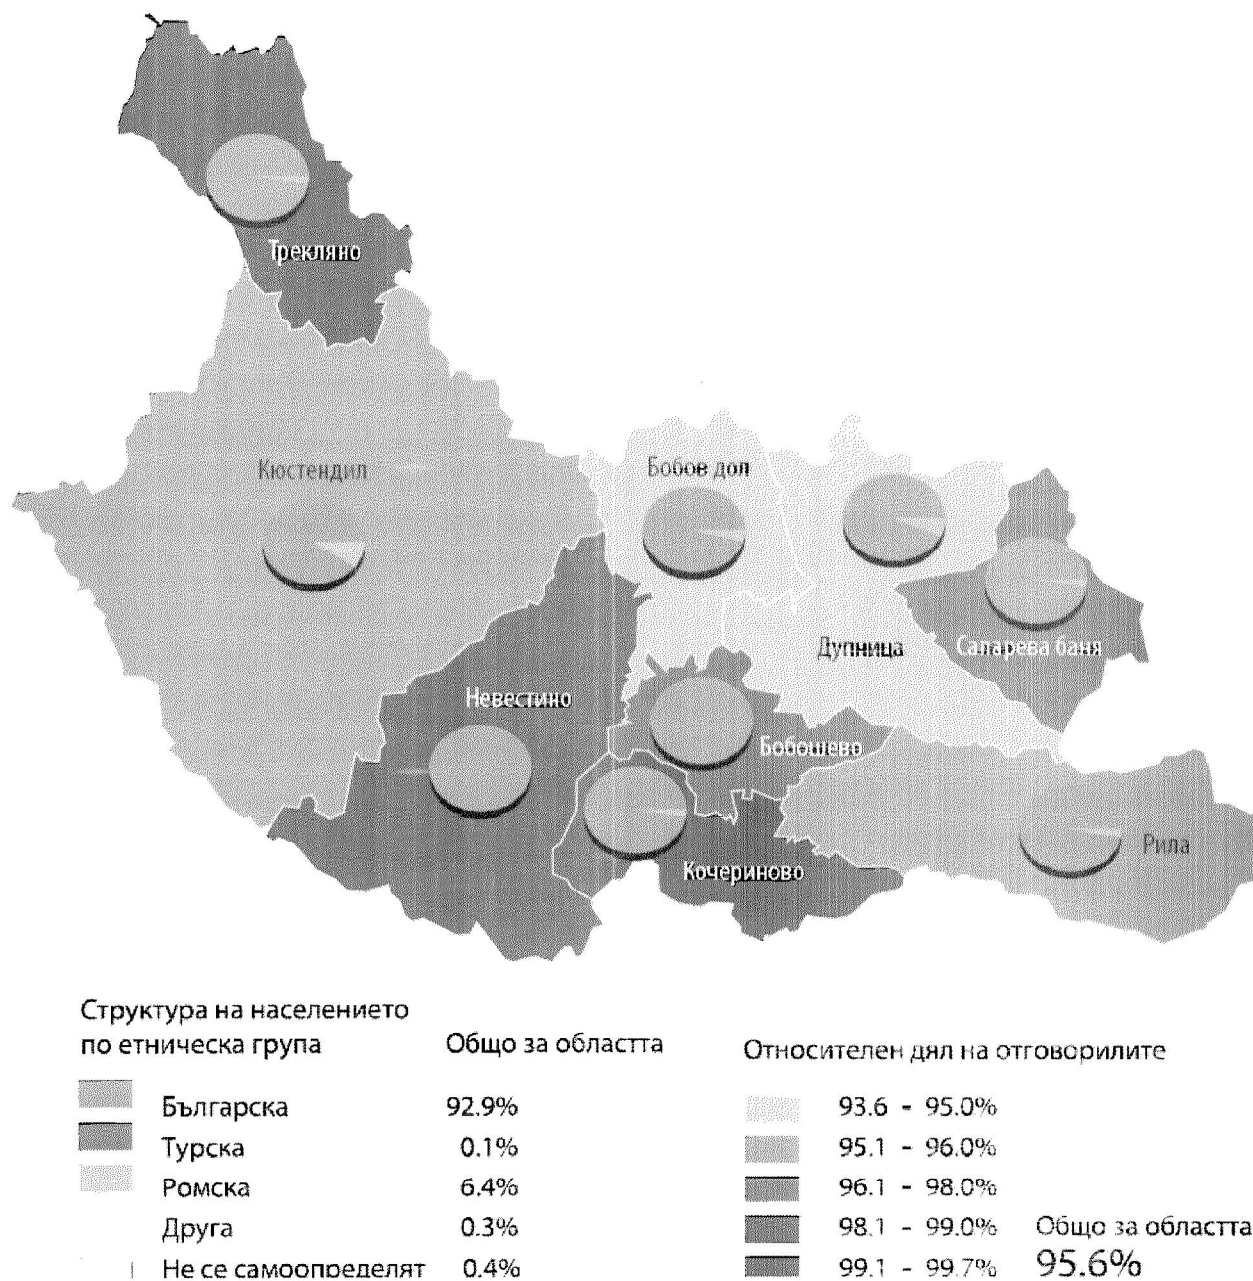 Трекляно
Кюстендил
Бобов дол
Дупница
Сапарева баня
Невестино
Бобошево
Кочериново
Рила
Структура на населението
по етническа група
Общо за областта
Българска 92.9%
Турска 0.1%
Ромска 6.4%
Друга 0.3%
Не се самоопределят 0.4%
Относителен дял на отговорилите
93.6 - 95.0%
95.1 - 96.0%
96.1 - 98.0%
98.1 - 99.0%
99.1 - 99.7%
Общо за областта
95.6%